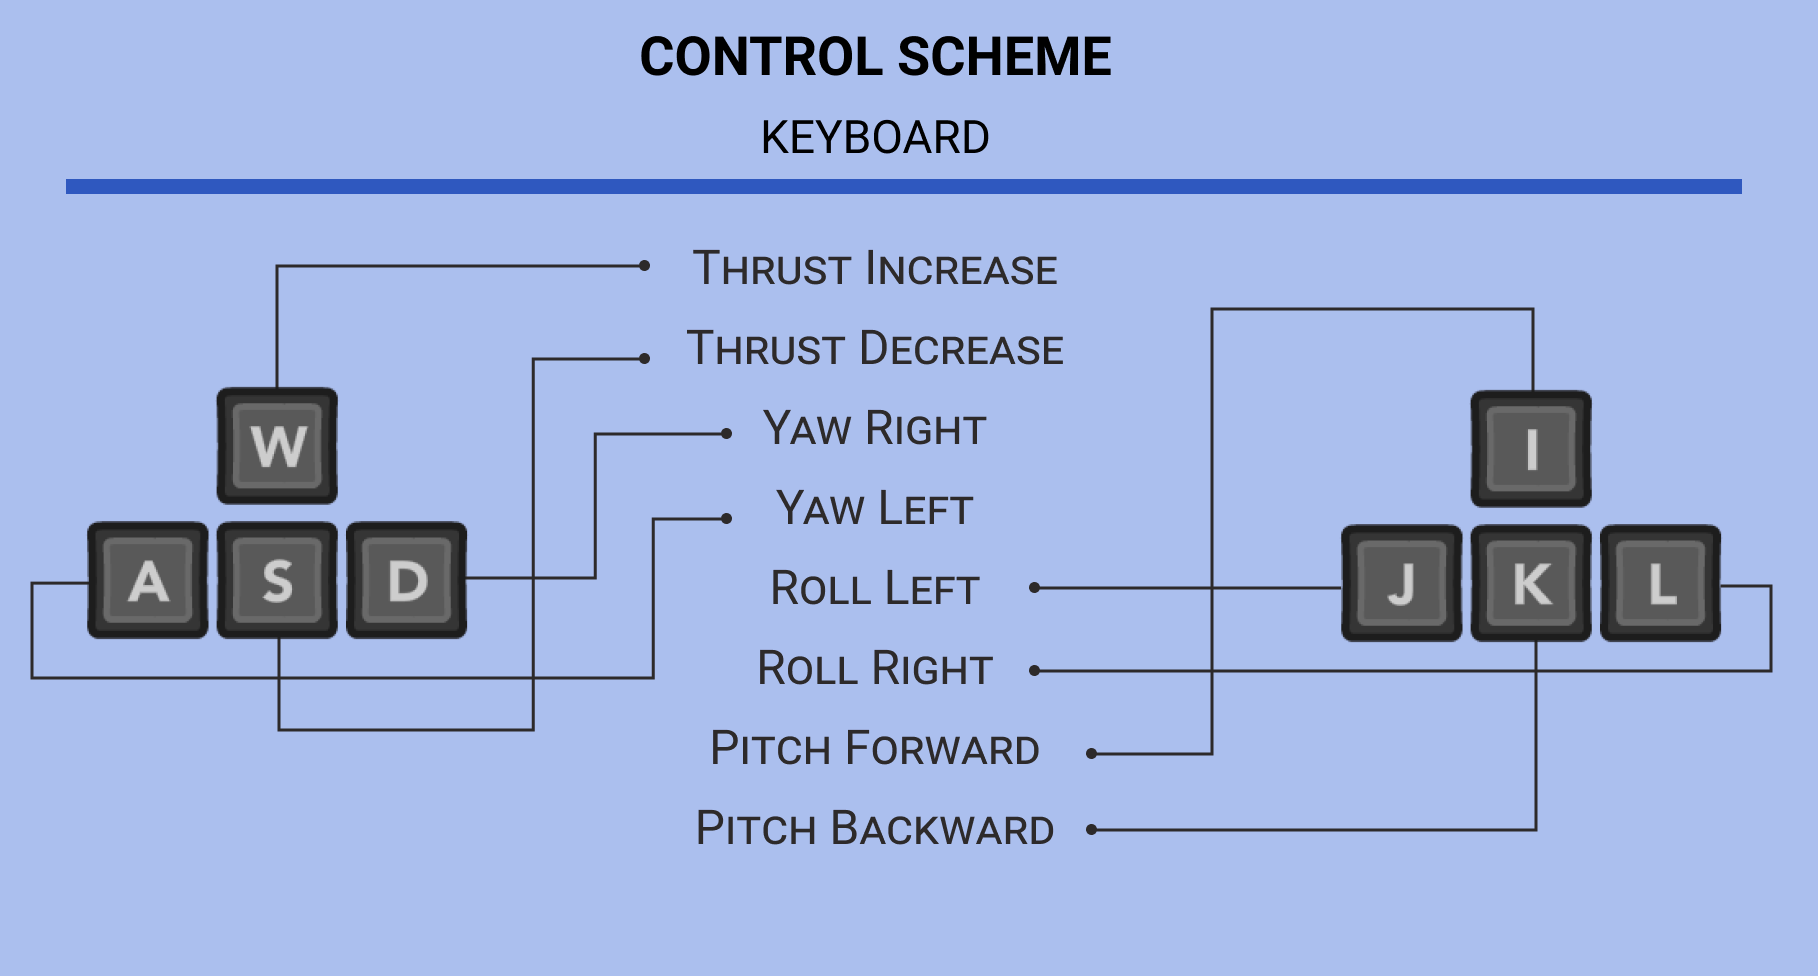 CONTROL SCHEME
KEYBOARD
THRUST INCREASE
THRUST DECREASE
YAW RIGHT
YAW LEFT
ROLL LEFT
ROLL RIGHT
PITCH FORWARD
PITCH BACKWARD
W
A S D
I
J K L